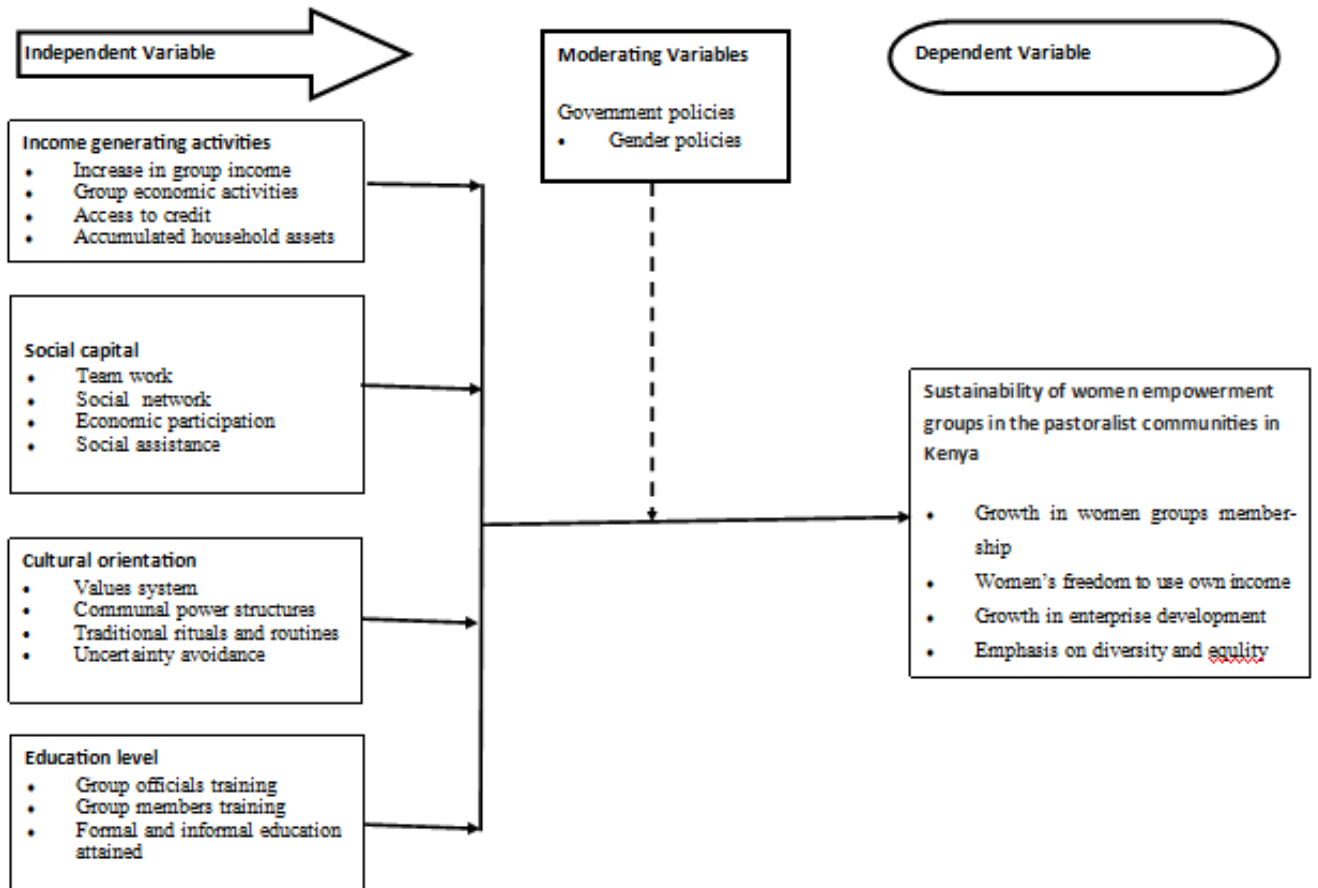 Independent Variable
Moderating Variables
Government policies
• Gender policies
Dependent Variable
Income generating activities
• Increase in group income
• Group economic activities
• Access to credit
• Accumulated household assets
Social capital
• Team work
• Social network
• Economic participation
• Social assistance
Cultural orientation
• Values system
• Communal power structures
• Traditional rituals and routines
• Uncertainty avoidance
Education level
• Group officials training
• Group members training
• Formal and informal education
attained
Sustainability of women empowerment
groups in the pastoralist communities in
Kenya
• Growth in women groups member-
ship
• Women’s freedom to use own income
• Growth in enterprise development
• Emphasis on diversity and equlity